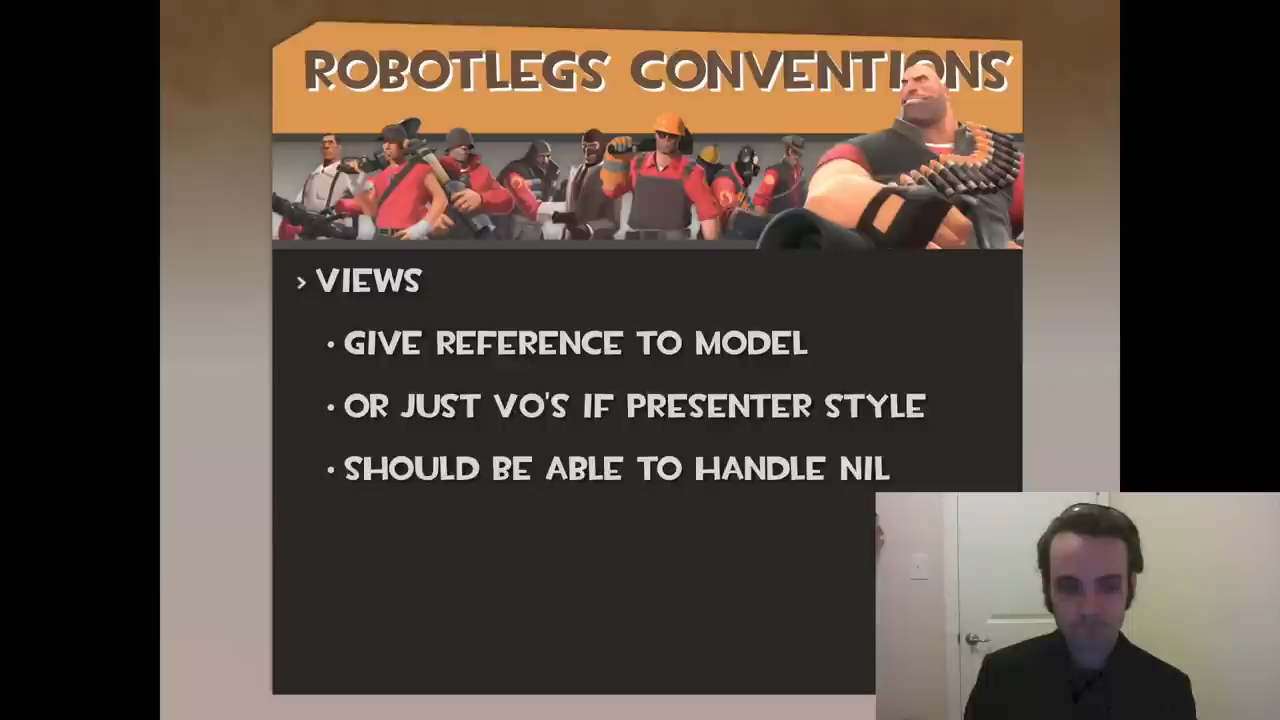 ROBOTLEGS CONVENTIONS
› VIEWS
• GIVE REFERENCE TO MODEL
• OR JUST VO'S IF PRESENTER STYLE
• SHOULD BE ABLE TO HANDLE NIL